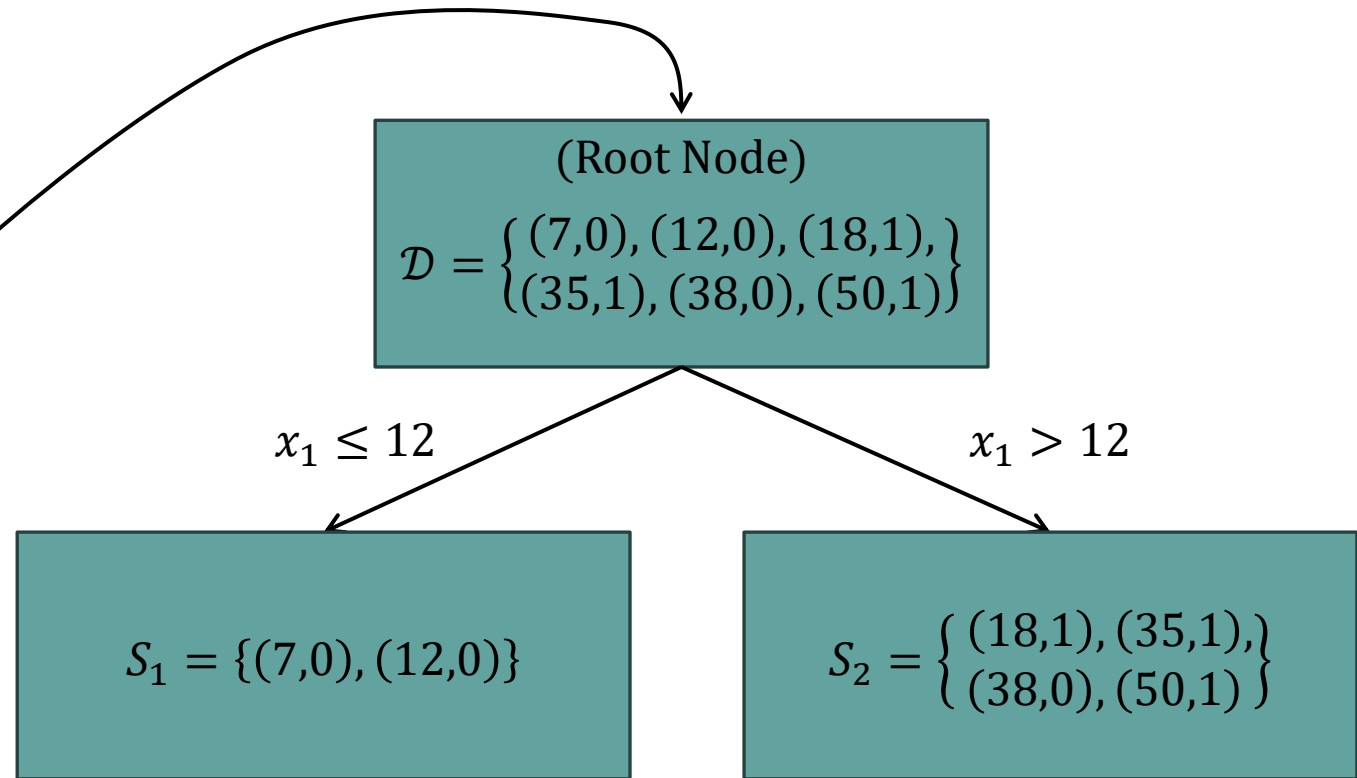 (Root Node)
𝒟 = { (7,0), (12,0), (18,1),
(35,1), (38,0), (50,1) }
x₁ ≤ 12
x₁ > 12
S₁ = {(7,0), (12,0)}
S₂ = { (18,1), (35,1),
(38,0), (50,1) }